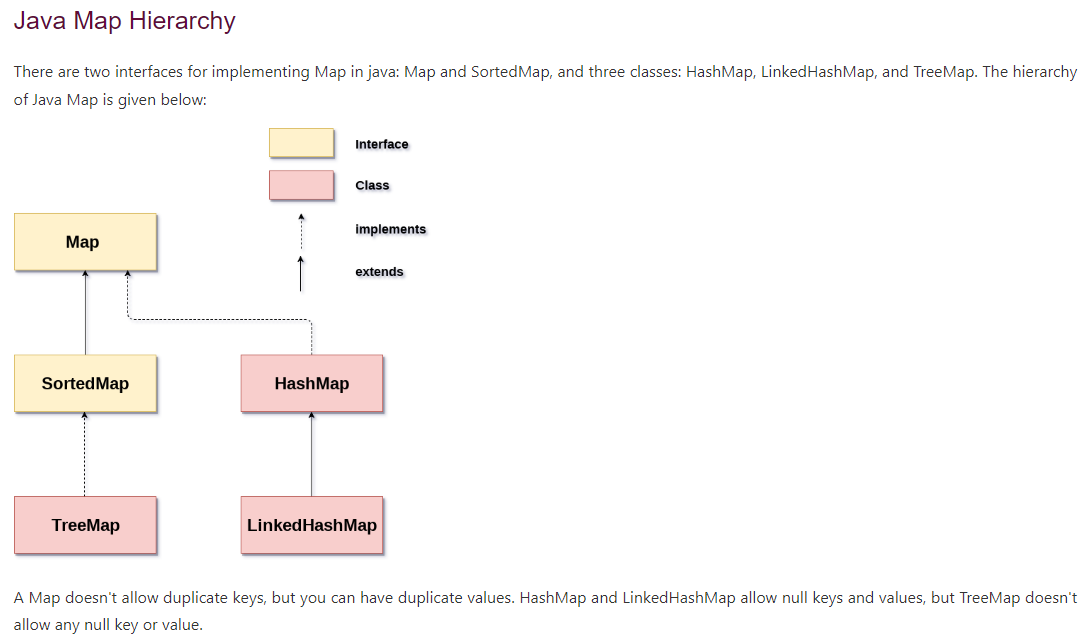 Java Map Hierarchy
There are two interfaces for implementing Map in java: Map and SortedMap, and three classes: HashMap, LinkedHashMap, and TreeMap. The hierarchy
of Java Map is given below:
Interface
Class
implements
extends
Map
SortedMap
HashMap
TreeMap
LinkedHashMap
A Map doesn't allow duplicate keys, but you can have duplicate values. HashMap and LinkedHashMap allow null keys and values, but TreeMap doesn't
allow any null key or value.